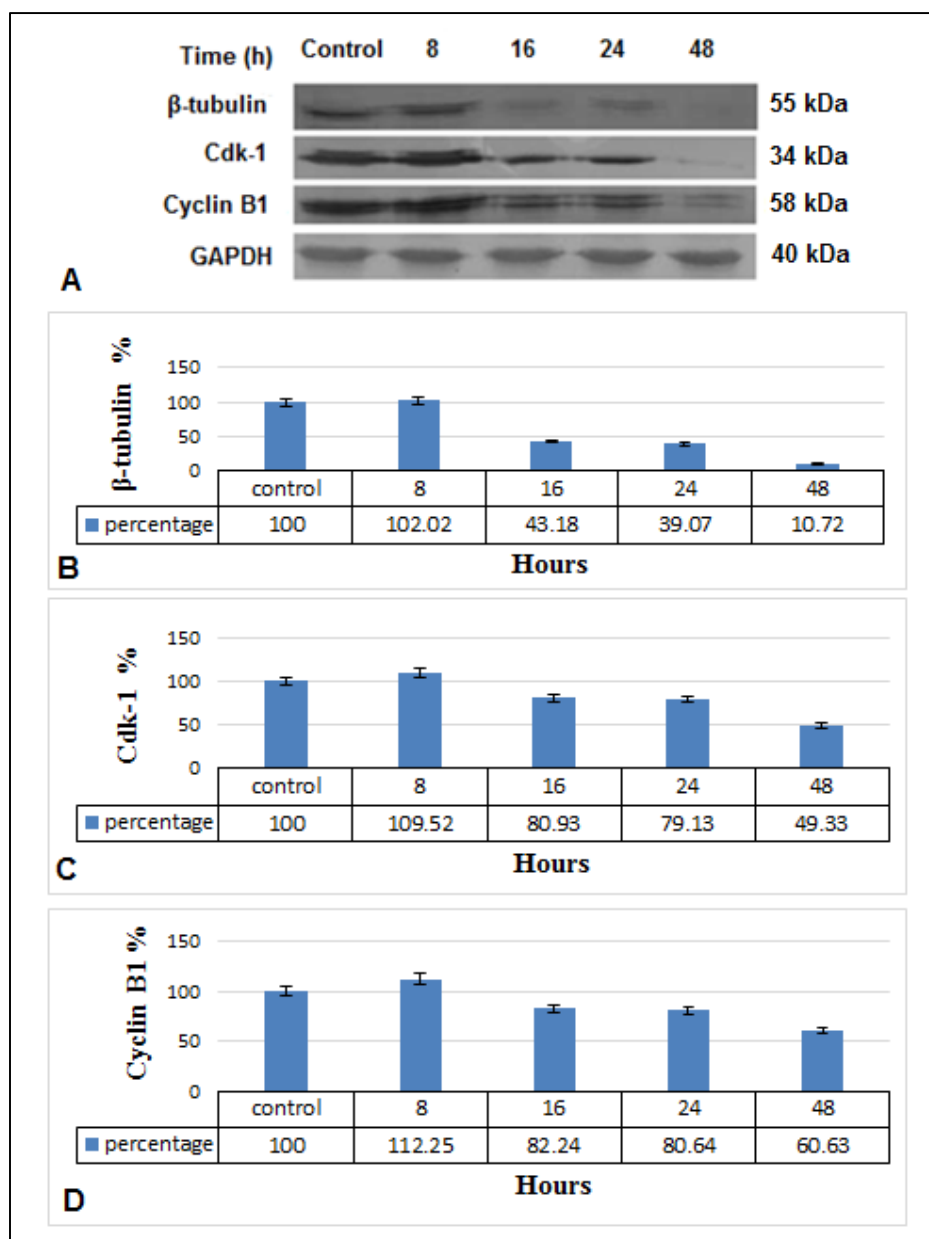 Time (h) Control 8 16 24 48
β-tubulin 55 kDa
Cdk-1 34 kDa
Cyclin B1 58 kDa
GAPDH 40 kDa
A
β-tubulin %
150
100
50
0
control 8 16 24 48
percentage 100 102.02 43.18 39.07 10.72
Hours
B
Cdk-1 %
150
100
50
0
control 8 16 24 48
percentage 100 109.52 80.93 79.13 49.33
Hours
C
Cyclin B1 %
150
100
50
0
control 8 16 24 48
percentage 100 112.25 82.24 80.64 60.63
Hours
D